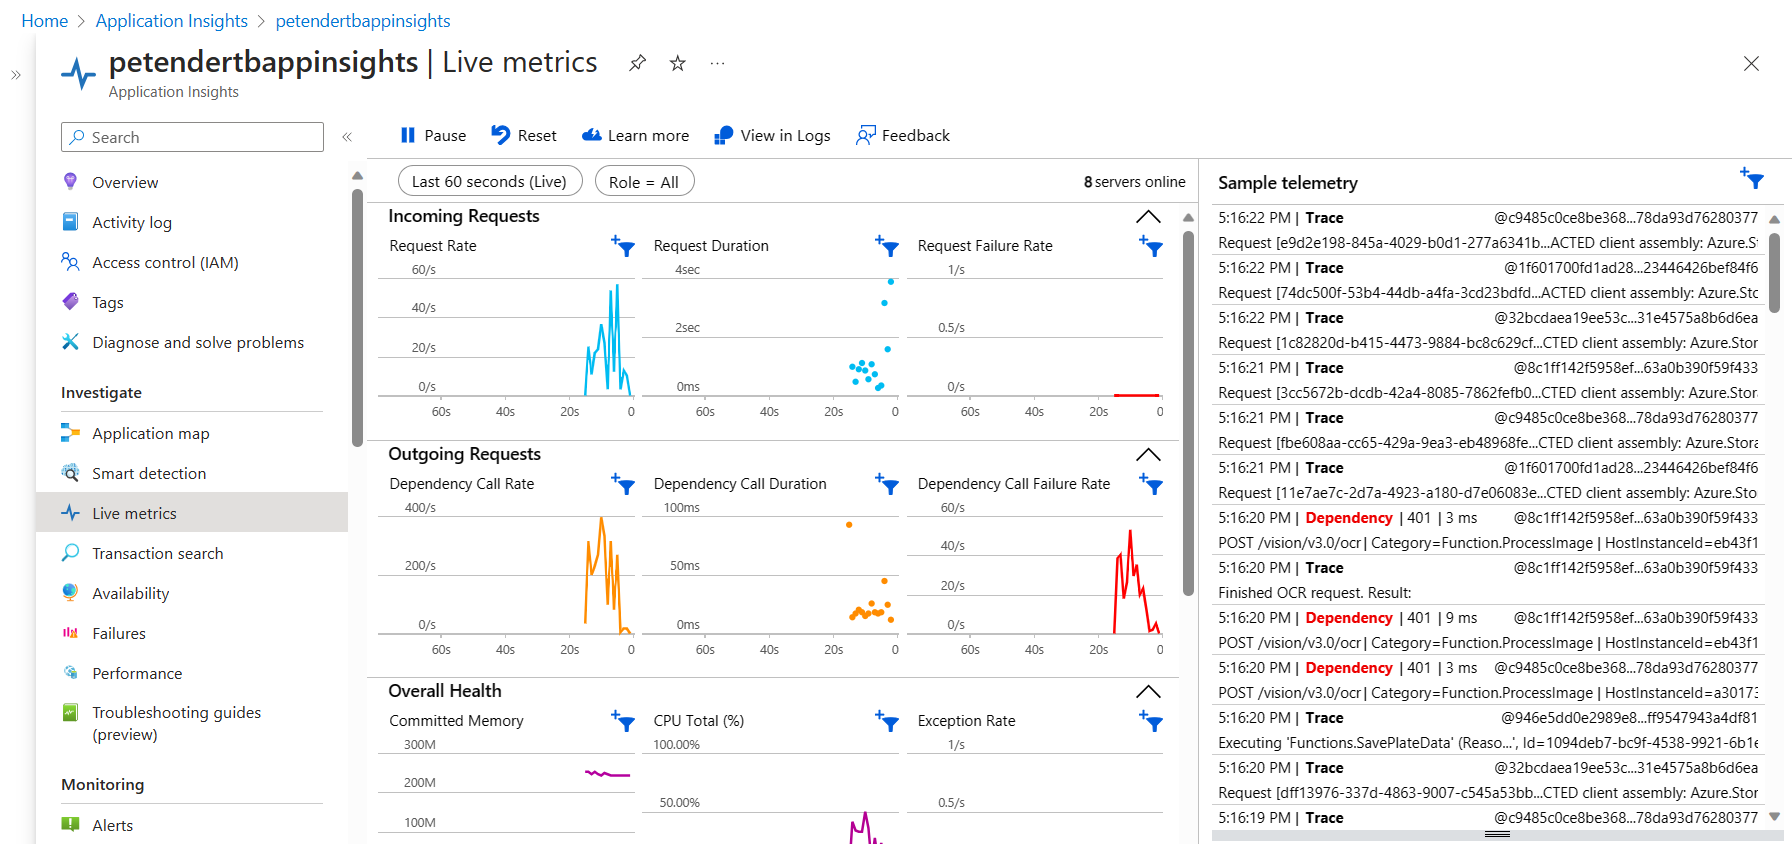 Home > Application Insights > petendertbappinsights
petendertbappinsights | Live metrics
Application Insights
Search
Overview
Activity log
Access control (IAM)
Tags
Diagnose and solve problems
Investigate
Application map
Smart detection
Live metrics
Transaction search
Availability
Failures
Performance
Troubleshooting guides
(preview)
Monitoring
Alerts
Pause Reset Learn more View in Logs Feedback
Last 60 seconds (Live) Role = All 8 servers online
Incoming Requests
Request Rate
60/s
40/s
20/s
0/s
60s 40s 20s 0
Request Duration
4sec
2sec
0ms
60s 40s 20s 0
Request Failure Rate
1/s
0.5/s
0/s
60s 40s 20s 0
Outgoing Requests
Dependency Call Rate
400/s
200/s
0/s
60s 40s 20s 0
Dependency Call Duration
100ms
50ms
0ms
60s 40s 20s 0
Dependency Call Failure Rate
60/s
40/s
20/s
0/s
60s 40s 20s 0
Overall Health
Committed Memory
300M
200M
100M
CPU Total (%)
100.00%
50.00%
Exception Rate
1/s
0.5/s
Sample telemetry
5:16:22 PM | Trace @c9485c0ce8be368...78da93d76280377
Request [e9d2e198-845a-4029-b0d1-277a6341b...ACTED client assembly: Azure.St
5:16:22 PM | Trace @1f601700fd1ad28...23446426bef84f6
Request [74dc500f-53b4-44db-a4fa-3cd23bdfd...ACTED client assembly: Azure.Sto
5:16:22 PM | Trace @32bcdaea19ee53c...31e4575a8b6d6ea
Request [1c82820d-b415-4473-9884-bc8c629cf...CTED client assembly: Azure.Stor
5:16:21 PM | Trace @8c1ff142f5958ef...63a0b390f59f433
Request [3cc5672b-dcdb-42a4-8085-7862fefb0...CTED client assembly: Azure.Stora
5:16:21 PM | Trace @c9485c0ce8be368...78da93d76280377
Request [fbe608aa-cc65-429a-9ea3-eb48968fe...CTED client assembly: Azure.Stora
5:16:21 PM | Trace @1f601700fd1ad28...23446426bef84f6
Request [11e7ae7c-2d7a-4923-a180-d7e06083e...CTED client assembly: Azure.Sto
5:16:20 PM | Dependency | 401 | 3 ms @8c1ff142f5958ef...63a0b390f59f433
POST /vision/v3.0/ocr | Category=Function.ProcessImage | HostInstanceId=eb43f1
5:16:20 PM | Trace @8c1ff142f5958ef...63a0b390f59f433
Finished OCR request. Result:
5:16:20 PM | Dependency | 401 | 9 ms @8c1ff142f5958ef...63a0b390f59f433
POST /vision/v3.0/ocr | Category=Function.ProcessImage | HostInstanceId=eb43f1
5:16:20 PM | Dependency | 401 | 3 ms @c9485c0ce8be368...78da93d76280377
POST /vision/v3.0/ocr | Category=Function.ProcessImage | HostInstanceId=a30173
5:16:20 PM | Trace @946e5dd0e2989e8...ff9547943a4df81
Executing 'Functions.SavePlateData' (Reaso...', Id=1094deb7-bc9f-4538-9921-6b1e
5:16:20 PM | Trace @32bcdaea19ee53c...31e4575a8b6d6ea
Request [dff13976-337d-4863-9007-c545a53bb...CTED client assembly: Azure.Stor
5:16:19 PM | Trace @c9485c0ce8be368...78da93d76280377